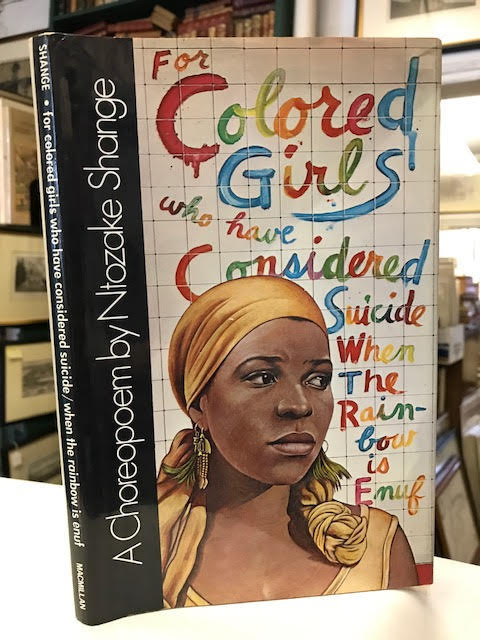 SHANGE • for colored girls who have considered suicide/when the rainbow is enuf MACMILLAN
A Choreopoem by Ntozake Shange
For
Colored
Girls
who have
Considered
Suicide
When
The
Rain-
bow
is
Enuf